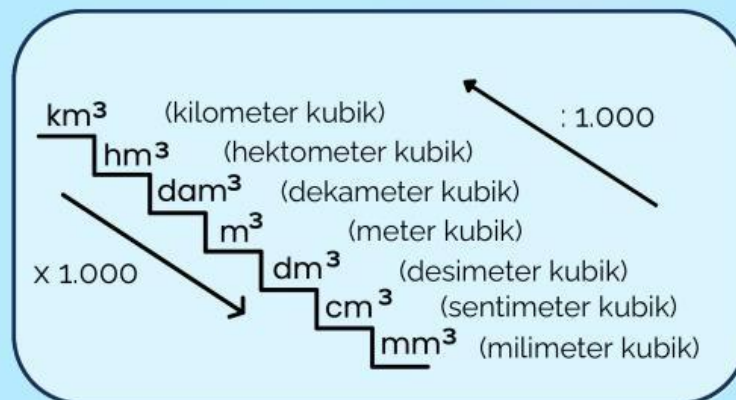 km³ (kilometer kubik)
: 1.000
hm³ (hektometer kubik)
dam³ (dekameter kubik)
m³ (meter kubik)
x 1.000
dm³ (desimeter kubik)
cm³ (sentimeter kubik)
mm³ (milimeter kubik)